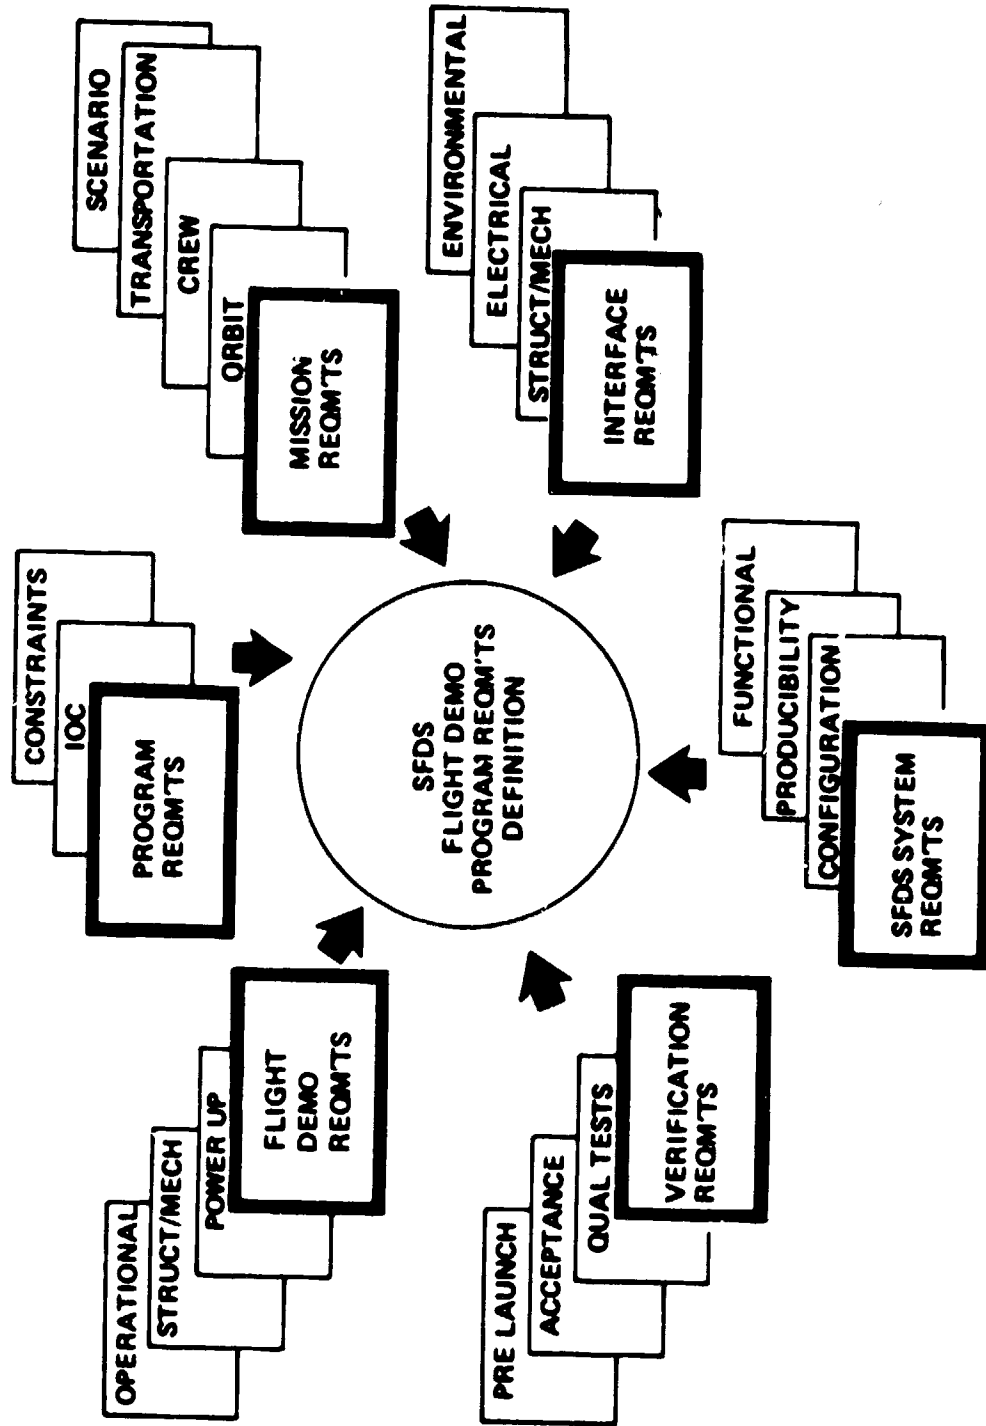 OPERATIONAL
STRUCT/MECH
POWER UP
FLIGHT
DEMO
REQM'TS
CONSTRAINTS
IOC
PROGRAM
REQM'TS
SCENARIO
TRANSPORTATION
CREW
ORBIT
MISSION
REQM'TS
SFDS
FLIGHT DEMO
PROGRAM REQM'TS
DEFINITION
PRE LAUNCH
ACCEPTANCE
QUAL TESTS
VERIFICATION
REQM'TS
FUNCTIONAL
PRODUCIBILITY
CONFIGURATION
SFDS SYSTEM
REQM'TS
ENVIRONMENTAL
ELECTRICAL
STRUCT/MECH
INTERFACE
REQM'TS